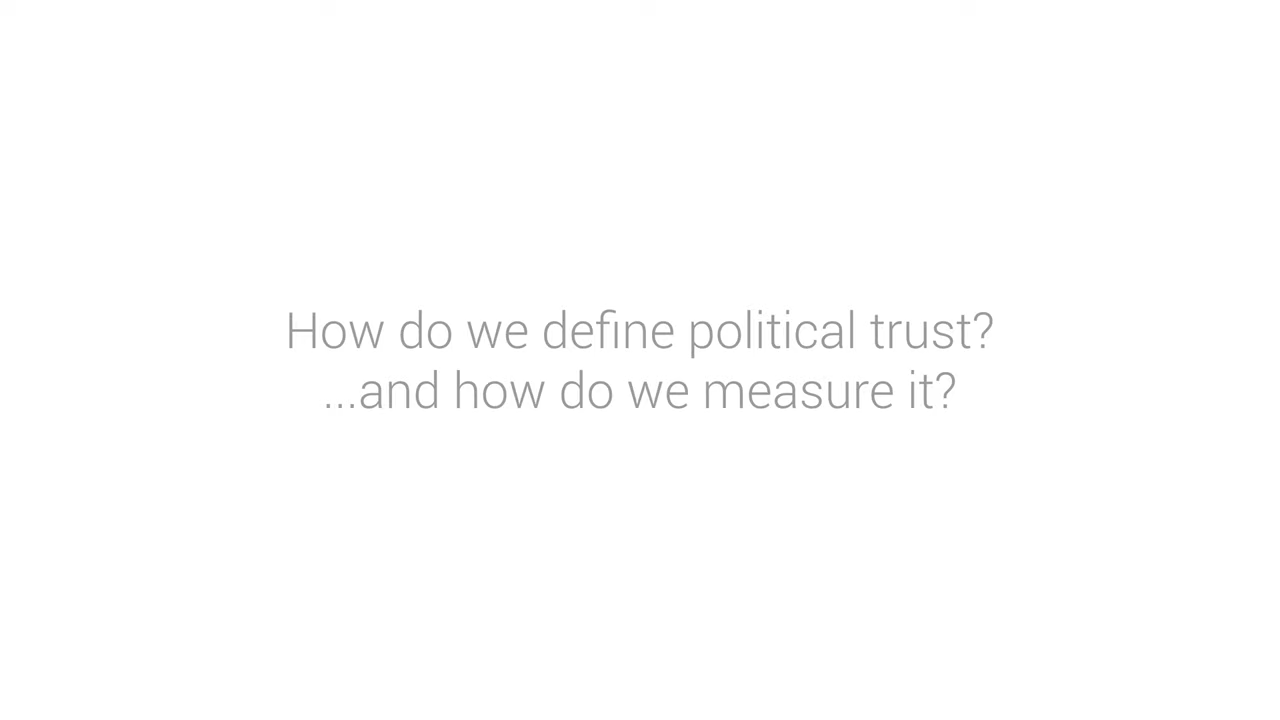 How do we define political trust?
...and how do we measure it?